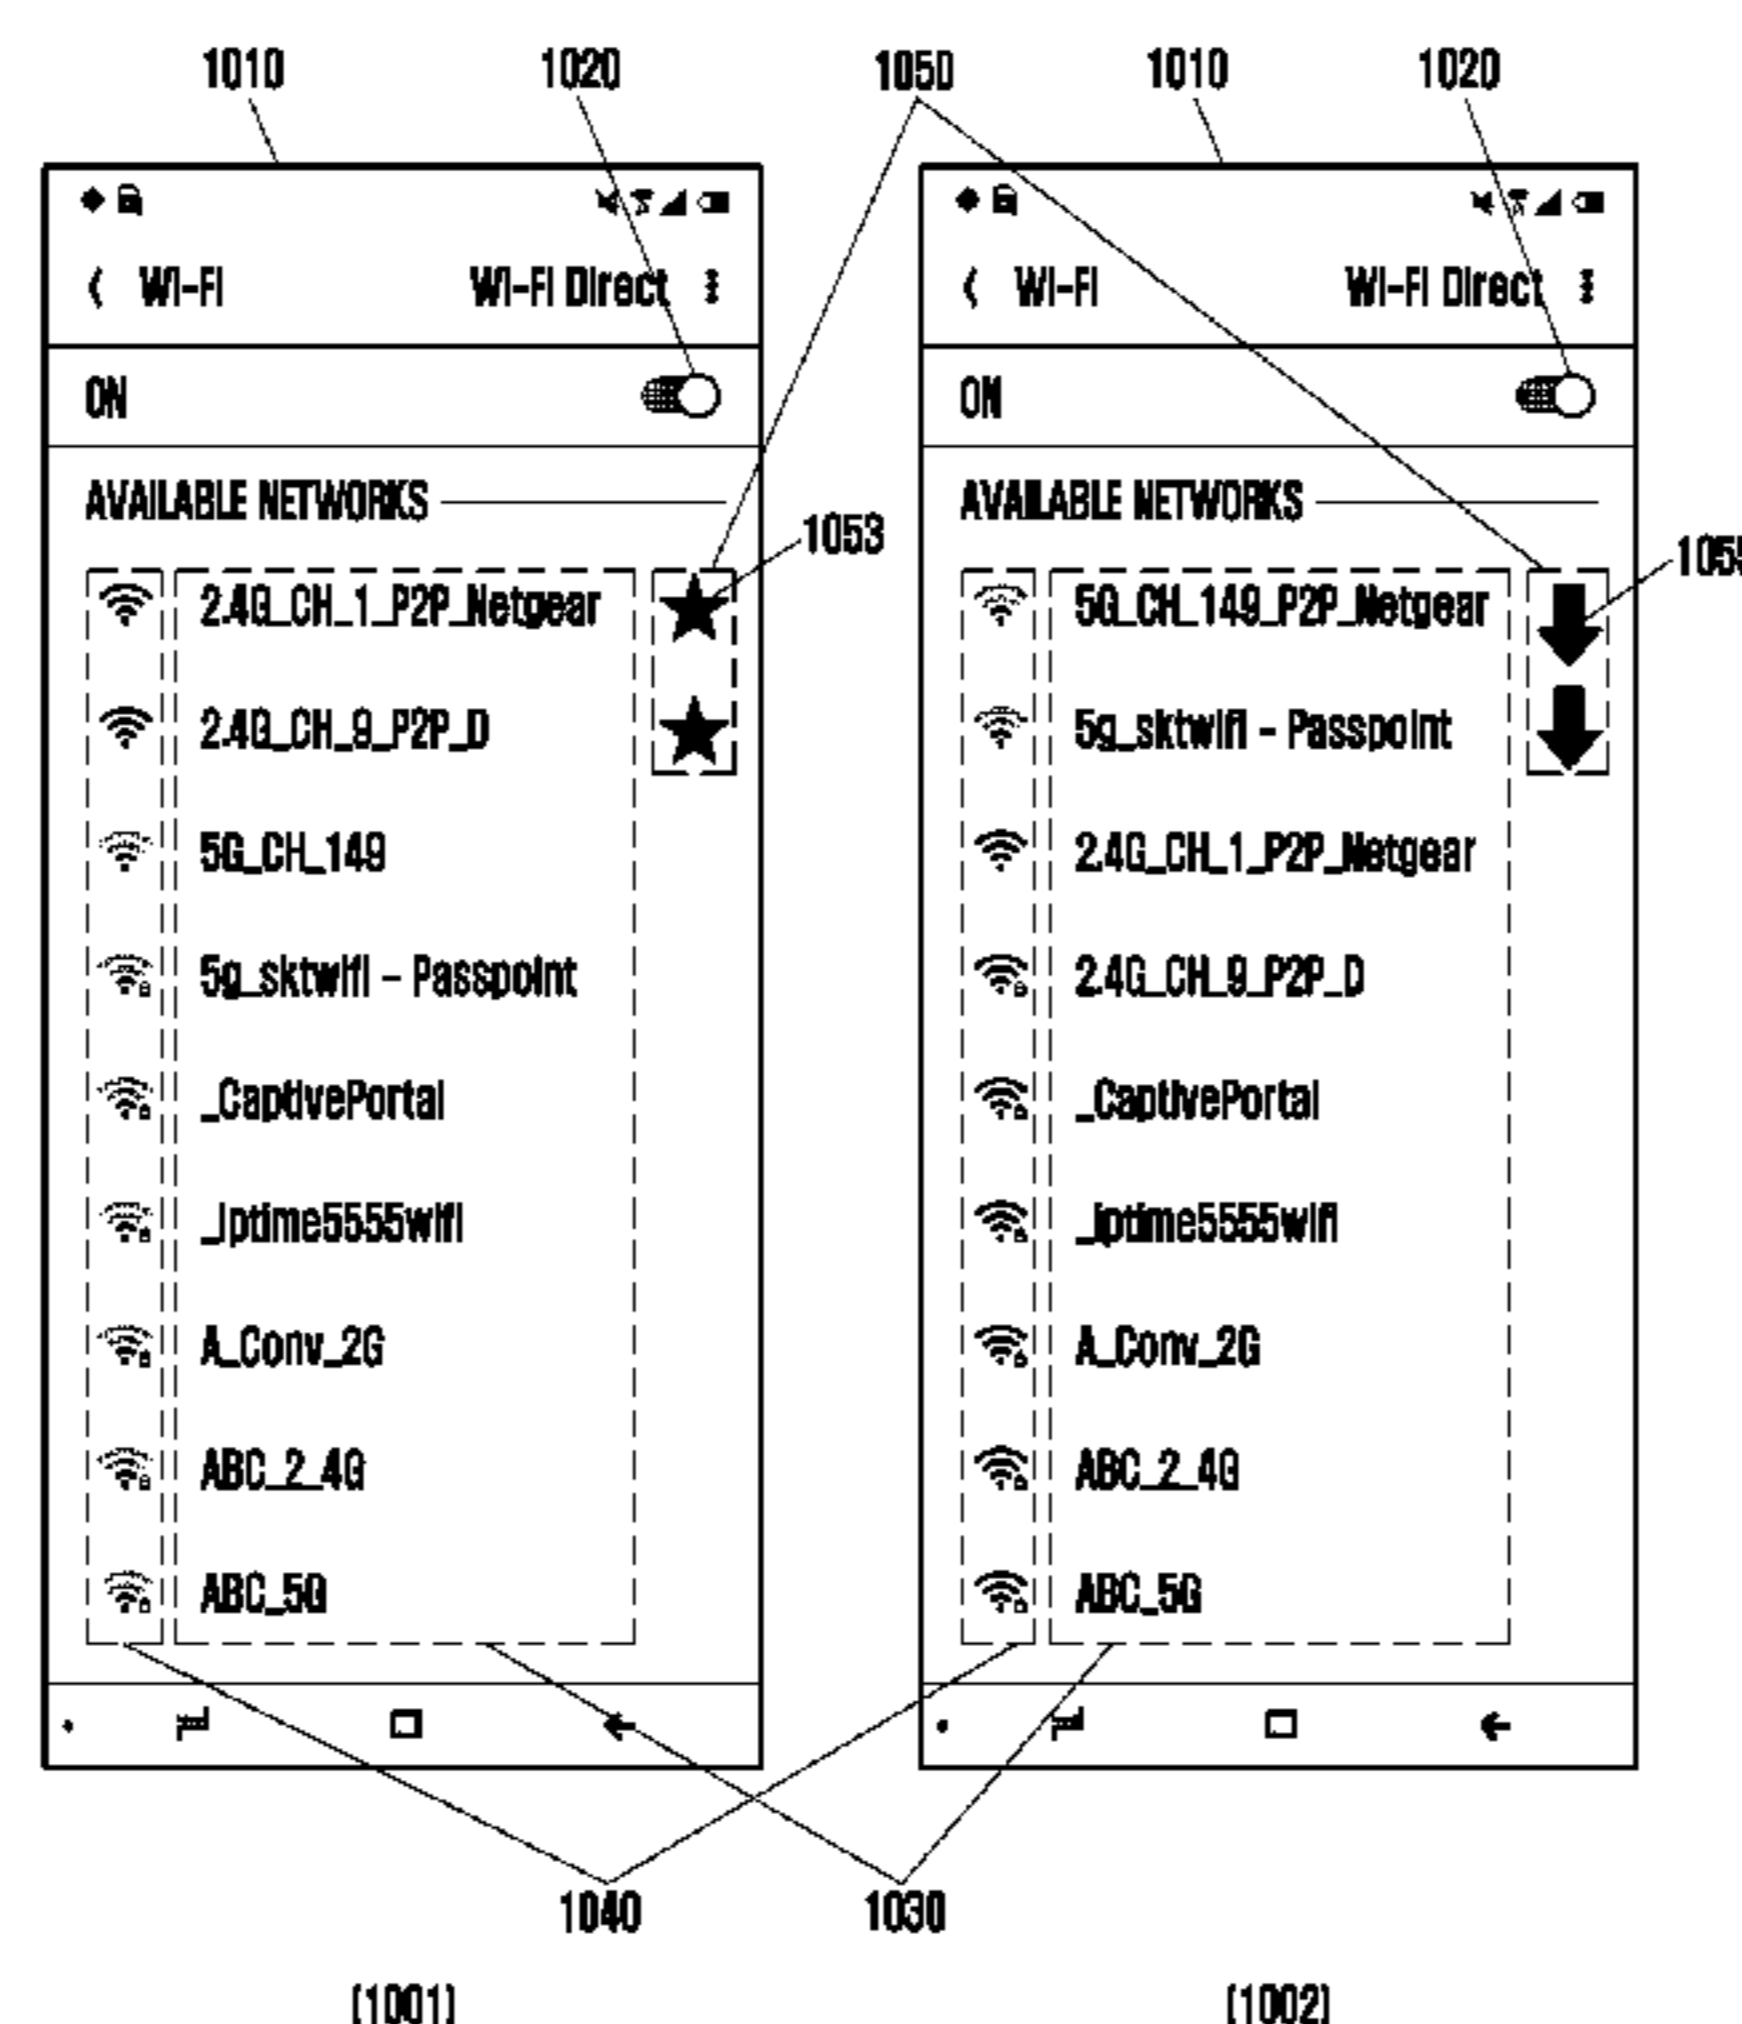 1010 1020 1050 1010 1020
WI-FI WI-FI Direct
WI-FI WI-FI Direct
ON
ON
AVAILABLE NETWORKS
AVAILABLE NETWORKS
1053
1055
2.4G_CH_1_P2P_Netgear
2.4G_CH_9_P2P_D
5G_CH_149
5g_sktwifi – Passpoint
_CaptivePortal
_iptime5555wifi
A_Conv_2G
ABC_2_4G
ABC_5G
5G_CH_149_P2P_Netgear
5g_sktwifi – Passpoint
2.4G_CH_1_P2P_Netgear
2.4G_CH_9_P2P_D
_CaptivePortal
_iptime5555wifi
A_Conv_2G
ABC_2_4G
ABC_5G
1040 1030
(1001) (1002)